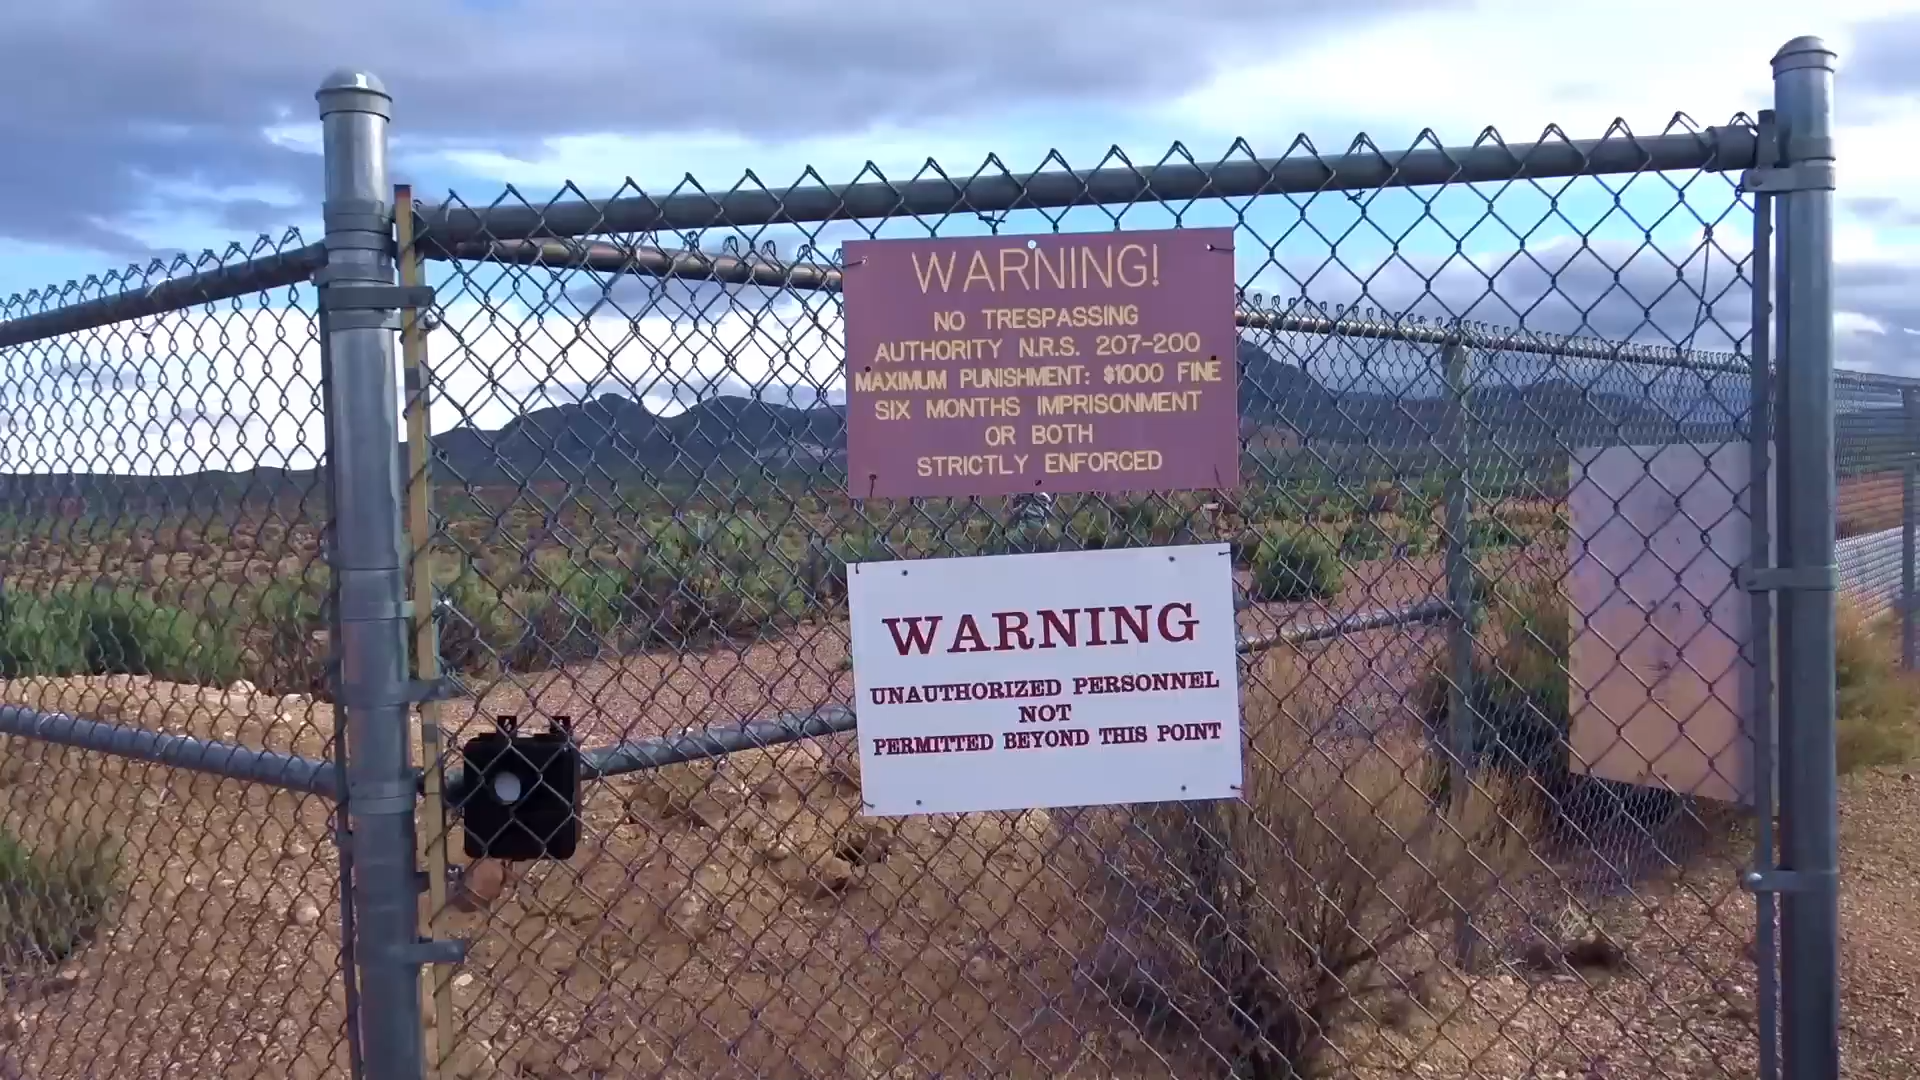 WARNING!
NO TRESPASSING
AUTHORITY N.R.S. 207-200
MAXIMUM PUNISHMENT: $1000 FINE
SIX MONTHS IMPRISONMENT
OR BOTH
STRICTLY ENFORCED
WARNING
UNAUTHORIZED PERSONNEL
NOT
PERMITTED BEYOND THIS POINT